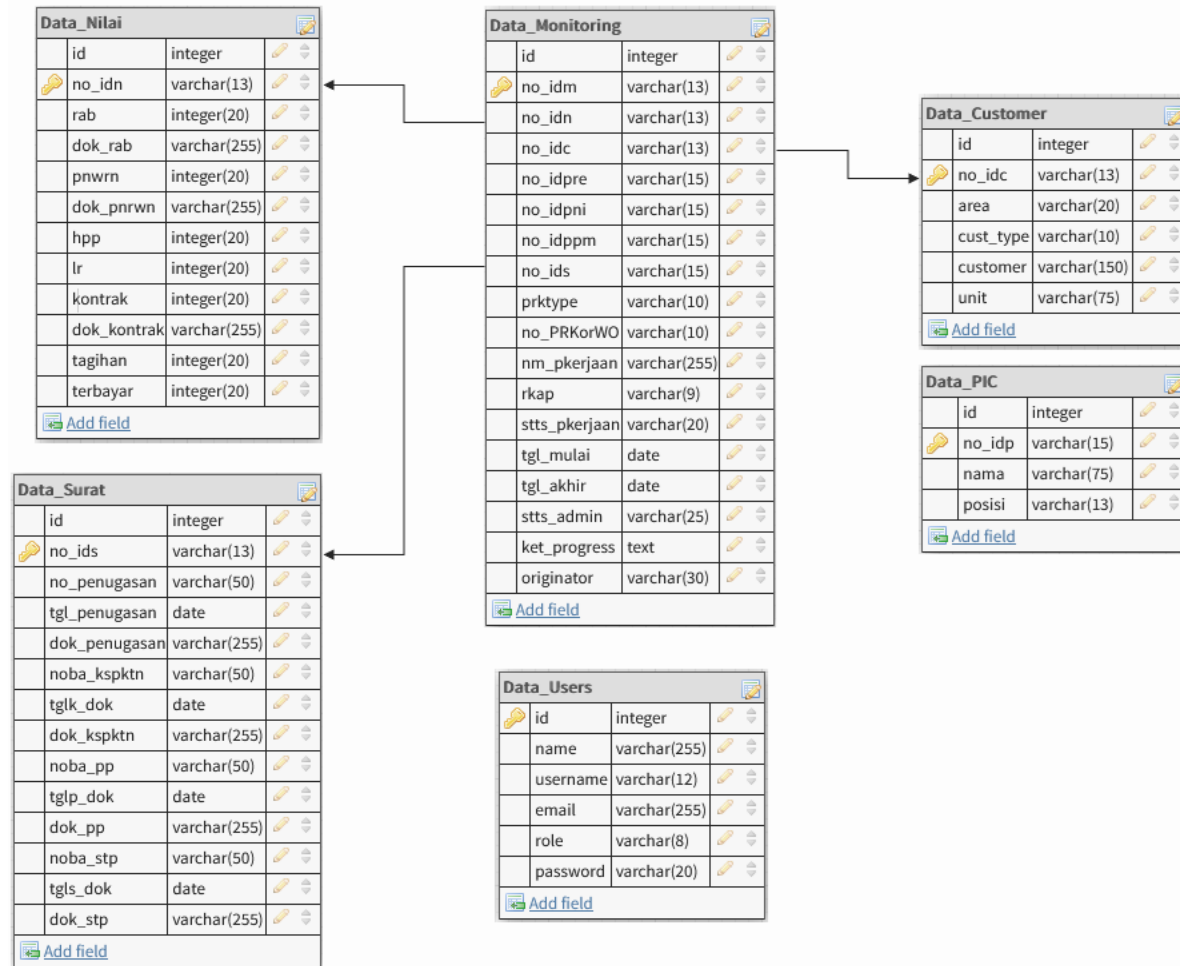 Data_Nilai
id integer
no_idn varchar(13)
rab integer(20)
dok_rab varchar(255)
pnwrn integer(20)
dok_pnrwn varchar(255)
hpp integer(20)
lr integer(20)
kontrak integer(20)
dok_kontrak varchar(255)
tagihan integer(20)
terbayar integer(20)
Add field
Data_Surat
id integer
no_ids varchar(13)
no_penugasan varchar(50)
tgl_penugasan date
dok_penugasan varchar(255)
noba_kspktn varchar(50)
tglk_dok date
dok_kspktn varchar(255)
noba_pp varchar(50)
tglp_dok date
dok_pp varchar(255)
noba_stp varchar(50)
tgls_dok date
dok_stp varchar(255)
Add field
Data_Monitoring
id integer
no_idm varchar(13)
no_idn varchar(13)
no_idc varchar(13)
no_idpre varchar(15)
no_idpni varchar(15)
no_idppm varchar(15)
no_ids varchar(15)
prktype varchar(10)
no_PRKorWO varchar(10)
nm_pkerjaan varchar(255)
rkap varchar(9)
stts_pkerjaan varchar(20)
tgl_mulai date
tgl_akhir date
stts_admin varchar(25)
ket_progress text
originator varchar(30)
Add field
Data_Users
id integer
name varchar(255)
username varchar(12)
email varchar(255)
role varchar(8)
password varchar(20)
Add field
Data_Customer
id integer
no_idc varchar(13)
area varchar(20)
cust_type varchar(10)
customer varchar(150)
unit varchar(75)
Add field
Data_PIC
id integer
no_idp varchar(15)
nama varchar(75)
posisi varchar(13)
Add field